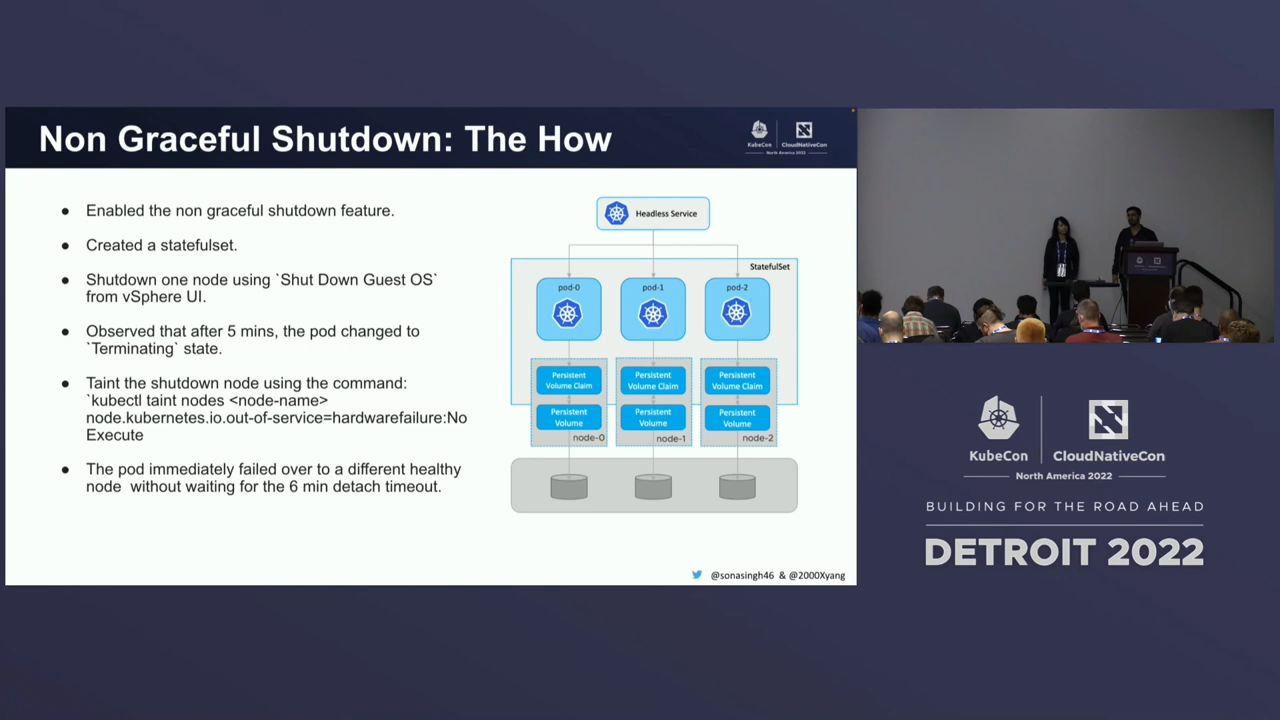 Non Graceful Shutdown: The How
KubeCon
CloudNativeCon
North America 2022
● Enabled the non graceful shutdown feature.
● Created a statefulset.
● Shutdown one node using `Shut Down Guest OS`
from vSphere UI.
● Observed that after 5 mins, the pod changed to
`Terminating` state.
● Taint the shutdown node using the command:
`kubectl taint nodes <node-name>
node.kubernetes.io.out-of-service=hardwarefailure:No
Execute
● The pod immediately failed over to a different healthy
node without waiting for the 6 min detach timeout.
Headless Service
StatefulSet
pod-0
pod-1
pod-2
Persistent
Volume Claim
Persistent
Volume Claim
Persistent
Volume Claim
Persistent
Volume
Persistent
Volume
Persistent
Volume
node-0
node-1
node-2
@sonasingh46 & @2000Xyang
KubeCon
CloudNativeCon
North America 2022
BUILDING FOR THE ROAD AHEAD
DETROIT 2022